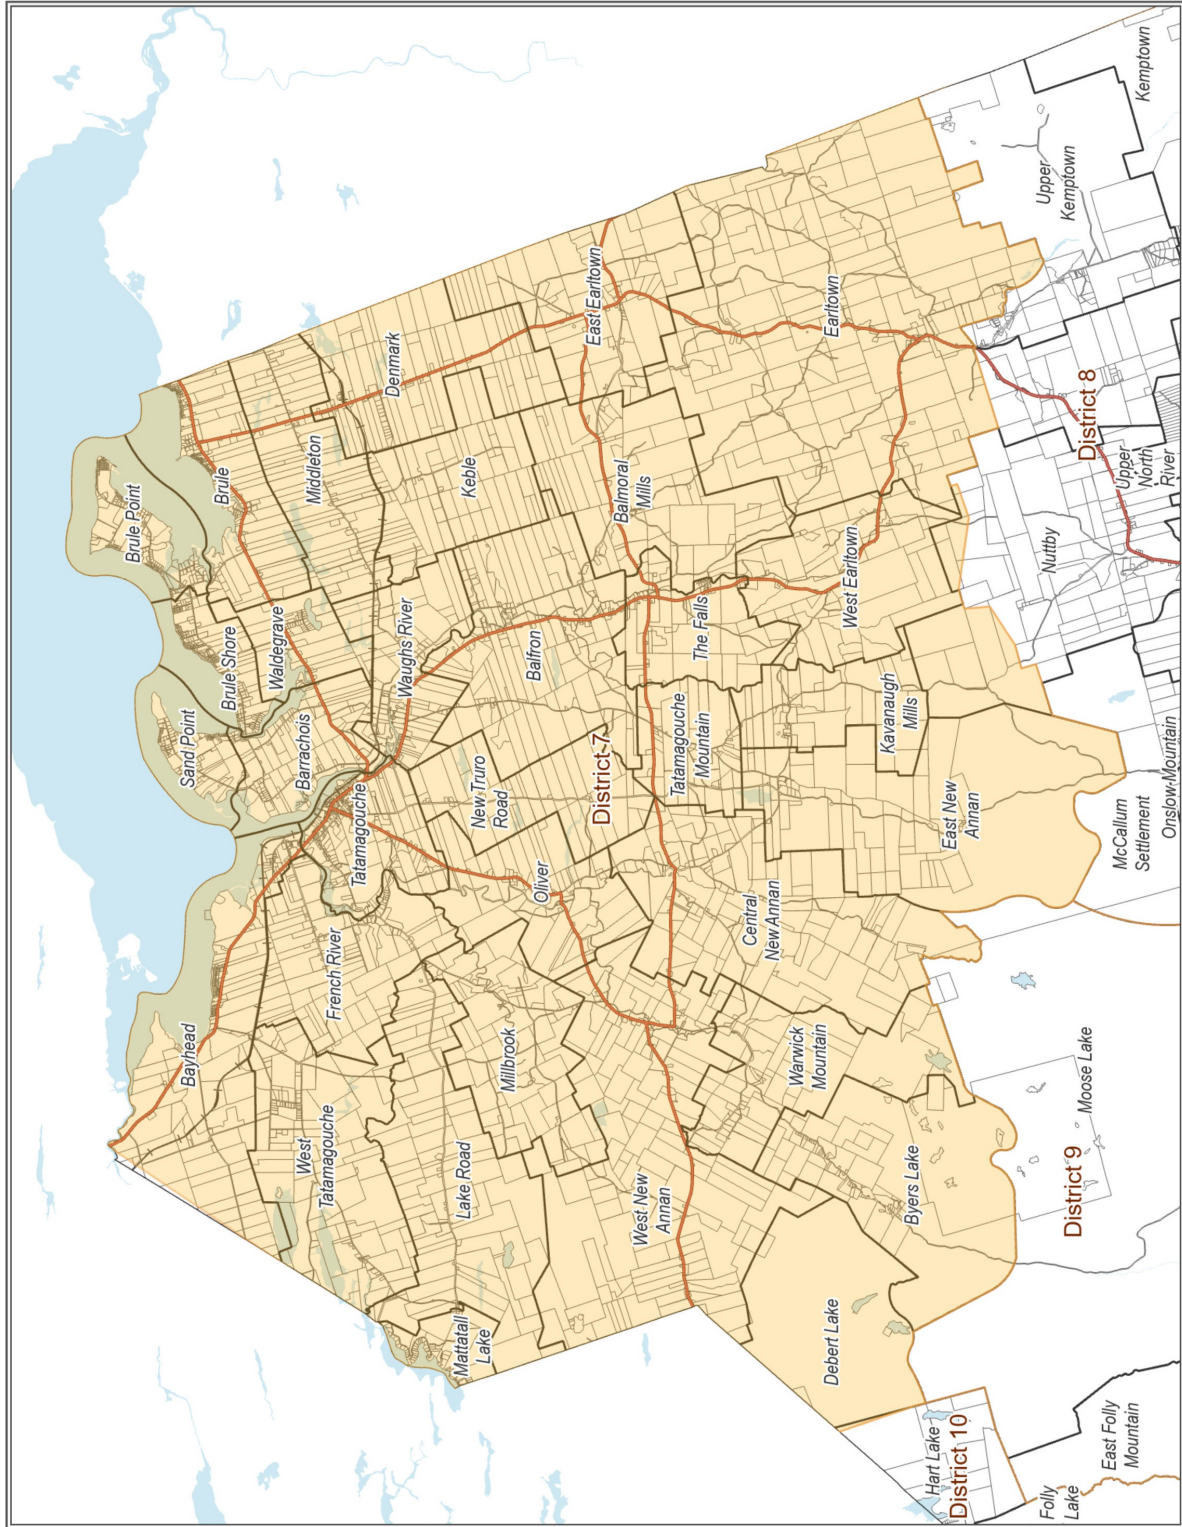 Kemptown
Upper
Kemptown
East Earltown
Earltown
Denmark
District 8
Upper
North
River
Brule
Middleton
Keble
Balmoral
Mills
Brule Point
Nuttby
West Earltown
Waldegrave
Brule Shore
Waughs River
Balfron
The Falls
Sand Point
Barrachois
Kavanaugh
Mills
Tatamagouche
Mountain
District 7
New Truro
Road
Onslow Mountain
McCallum
Settlement
East New
Annan
Tatamagouche
Oliver
Central
New Annan
French River
Bayhead
Millbrook
Warwick
Mountain
Moose Lake
West
Tatamagouche
Lake Road
West New
Annan
Byers Lake
District 9
Mattatall
Lake
Debert Lake
Hart Lake
District 10
East Folly
Mountain
Folly
Lake